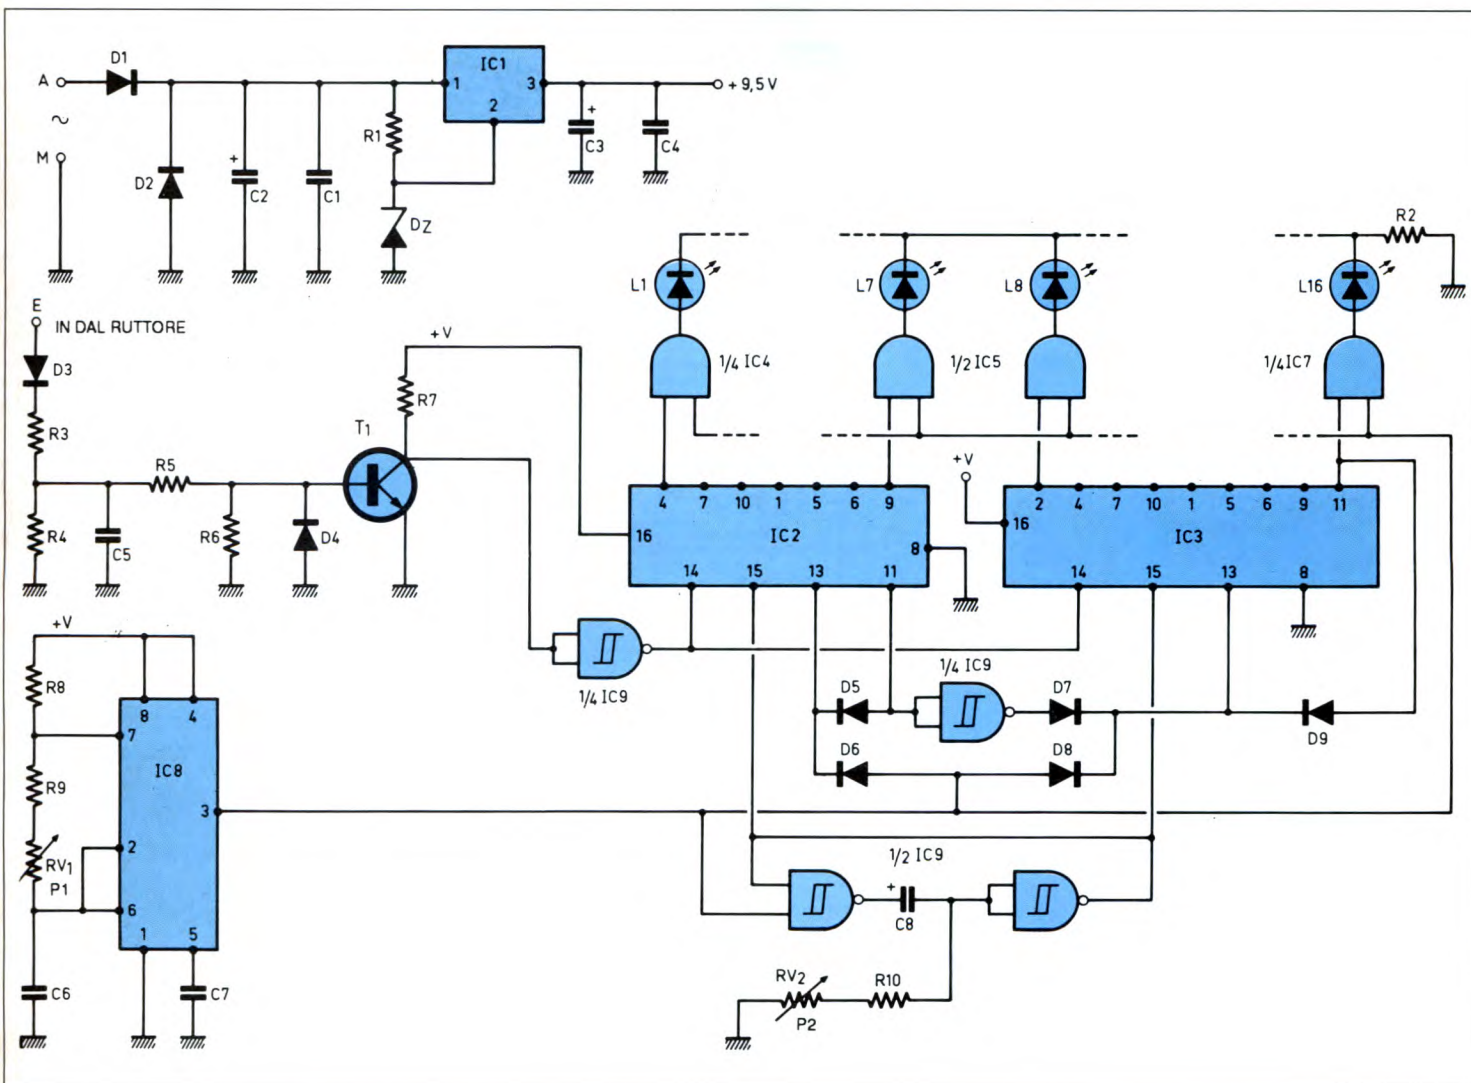 A
D1
IC1
1
3
2
+ 9,5 V
~
M
D2
+
C2
C1
R1
DZ
+
C3
C4
E
IN DAL RUTTORE
D3
R3
R4
C5
R5
R6
D4
T1
+V
R7
L1
L7
L8
L16
R2
1/4 IC4
1/2 IC5
1/4 IC7
4 7 10 1 5 6 9
16 IC2 8
14 15 13 11
+V
2 4 7 10 1 5 6 9 11
16 IC3
14 15 13 8
1/4 IC9
1/4 IC9
D5
D7
D6
D8
D9
+V
R8
R9
RV1
P1
8 4
7
IC8
3
2
6
1 5
C6
C7
1/2 IC9
+
C8
RV2
P2
R10